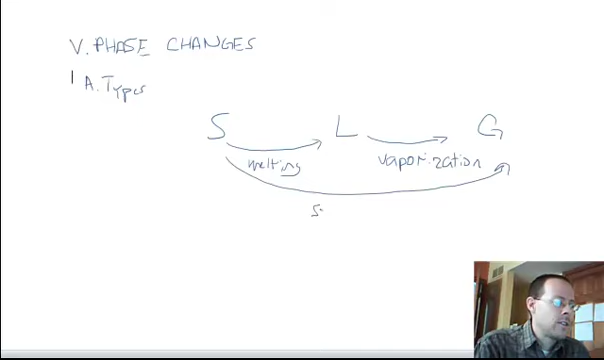 V. PHASE CHANGES
A. Types
S L G
melting vaporization
s